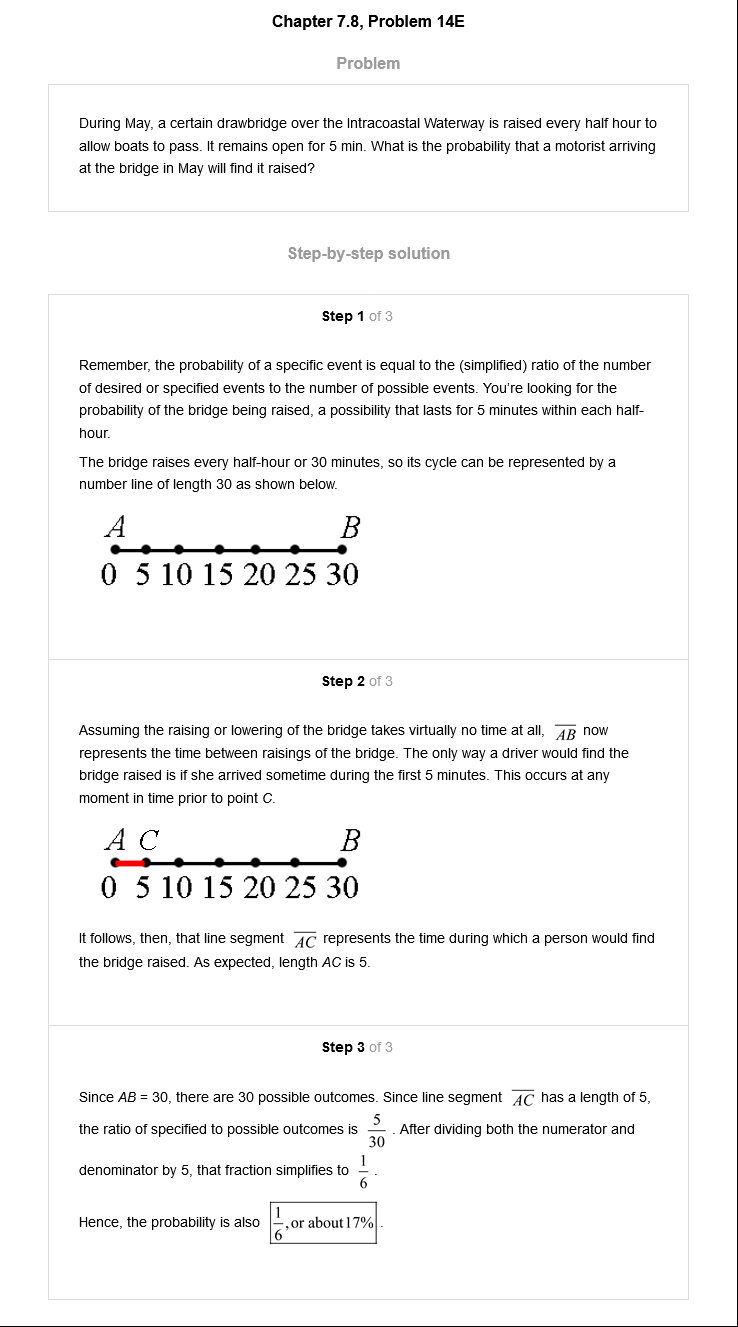 Chapter 7.8, Problem 14E
Problem
During May, a certain drawbridge over the Intracoastal Waterway is raised every half hour to
allow boats to pass. It remains open for 5 min. What is the probability that a motorist arriving
at the bridge in May will find it raised?
Step-by-step solution
Step 1 of 3
Remember, the probability of a specific event is equal to the (simplified) ratio of the number
of desired or specified events to the number of possible events. You're looking for the
probability of the bridge being raised, a possibility that lasts for 5 minutes within each half-
hour.
The bridge raises every half-hour or 30 minutes, so its cycle can be represented by a
number line of length 30 as shown below.
A B
0 5 10 15 20 25 30
Step 2 of 3
Assuming the raising or lowering of the bridge takes virtually no time at all, \overline{AB} now
represents the time between raisings of the bridge. The only way a driver would find the
bridge raised is if she arrived sometime during the first 5 minutes. This occurs at any
moment in time prior to point C.
A C B
0 5 10 15 20 25 30
It follows, then, that line segment \overline{AC} represents the time during which a person would find
the bridge raised. As expected, length AC is 5.
Step 3 of 3
Since AB = 30, there are 30 possible outcomes. Since line segment \overline{AC} has a length of 5,
the ratio of specified to possible outcomes is 5/30. After dividing both the numerator and
denominator by 5, that fraction simplifies to 1/6.
Hence, the probability is also 1/6, or about 17%.